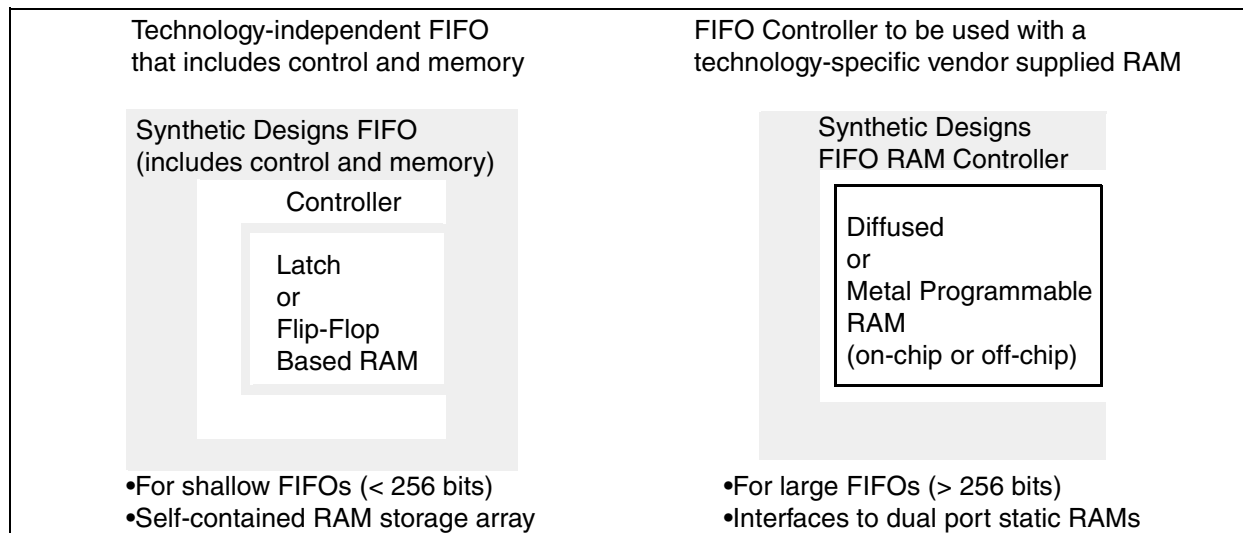 Technology-independent FIFO
that includes control and memory
Synthetic Designs FIFO
(includes control and memory)
Controller
Latch
or
Flip-Flop
Based RAM
•For shallow FIFOs (< 256 bits)
•Self-contained RAM storage array
FIFO Controller to be used with a
technology-specific vendor supplied RAM
Synthetic Designs
FIFO RAM Controller
Diffused
or
Metal Programmable
RAM
(on-chip or off-chip)
•For large FIFOs (> 256 bits)
•Interfaces to dual port static RAMs